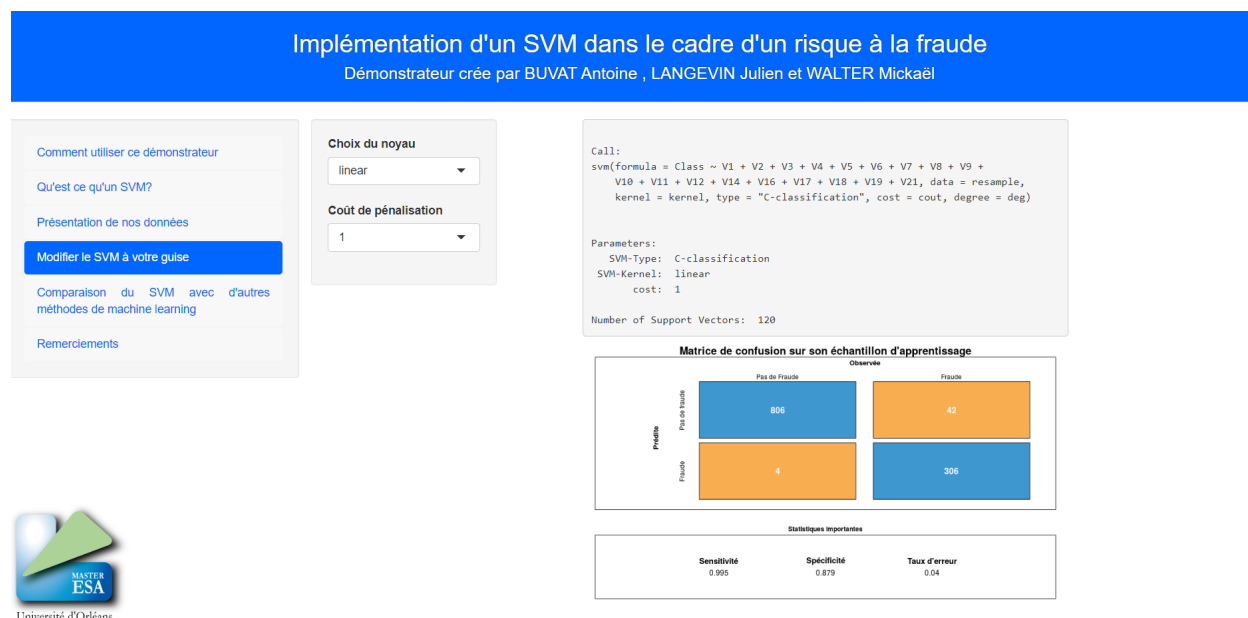 Implémentation d'un SVM dans le cadre d'un risque à la fraude
Démonstrateur crée par BUVAT Antoine , LANGEVIN Julien et WALTER Mickaël
Comment utiliser ce démonstrateur
Qu'est ce qu'un SVM?
Présentation de nos données
Modifier le SVM à votre guise
Comparaison du SVM avec d'autres
méthodes de machine learning
Remerciements
Choix du noyau
linear
Coût de pénalisation
1
Call:
svm(formula = Class ~ V1 + V2 + V3 + V4 + V5 + V6 + V7 + V8 + V9 +
V10 + V11 + V12 + V14 + V16 + V17 + V18 + V19 + V21, data = resample,
kernel = kernel, type = "C-classification", cost = cout, degree = deg)
Parameters:
SVM-Type: C-classification
SVM-Kernel: linear
cost: 1
Number of Support Vectors: 120
Matrice de confusion sur son échantillon d'apprentissage
Observée
Pas de Fraude Fraude
Prédite
Pas de fraude
806 42
Fraude
4 306
Statistiques importantes
Sensitivité Spécificité Taux d'erreur
0.995 0.879 0.04
MASTER
ESA
Université d'Orléans